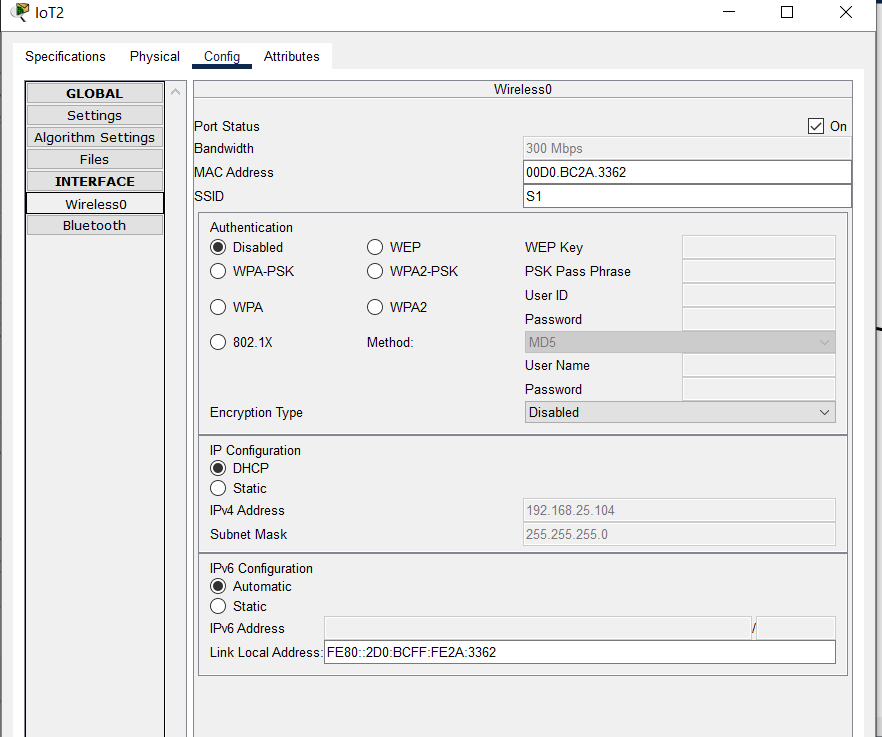 IoT2
Specifications Physical Config Attributes
GLOBAL
Settings
Algorithm Settings
Files
INTERFACE
Wireless0
Bluetooth
Wireless0
Port Status On
Bandwidth 300 Mbps
MAC Address 00D0.BC2A.3362
SSID S1
Authentication
Disabled WEP WEP Key
WPA-PSK WPA2-PSK PSK Pass Phrase
User ID
WPA WPA2
Password
802.1X Method: MD5
User Name
Password
Encryption Type Disabled
IP Configuration
DHCP
Static
IPv4 Address 192.168.25.104
Subnet Mask 255.255.255.0
IPv6 Configuration
Automatic
Static
IPv6 Address /
Link Local Address: FE80::2D0:BCFF:FE2A:3362